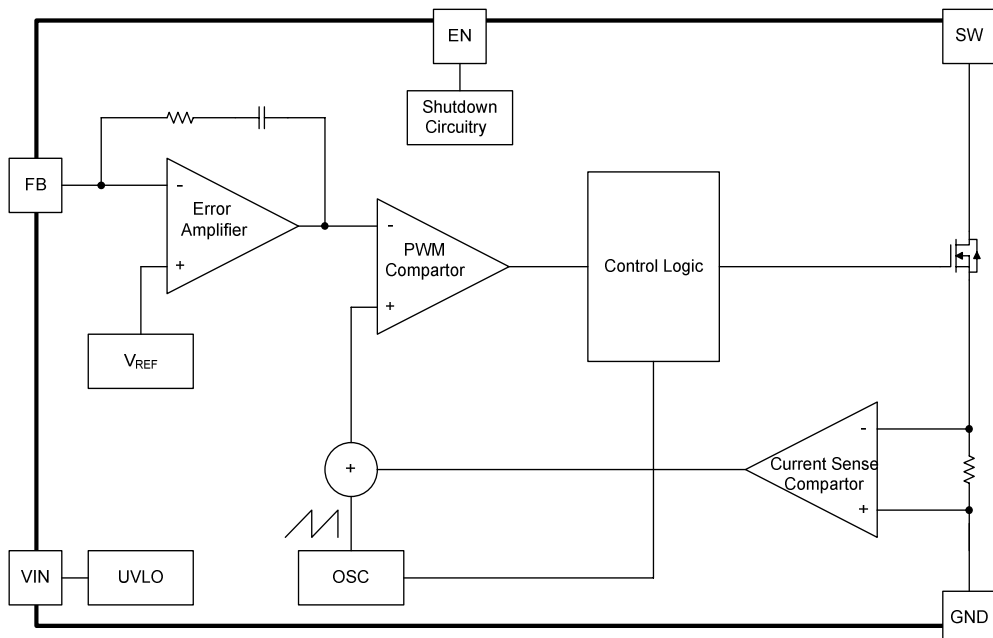 EN
SW
Shutdown
Circuitry
FB
-
Error
Amplifier
+
-
PWM
Compartor
+
Control Logic
VREF
+
-
Current Sense
Compartor
+
VIN
UVLO
OSC
GND